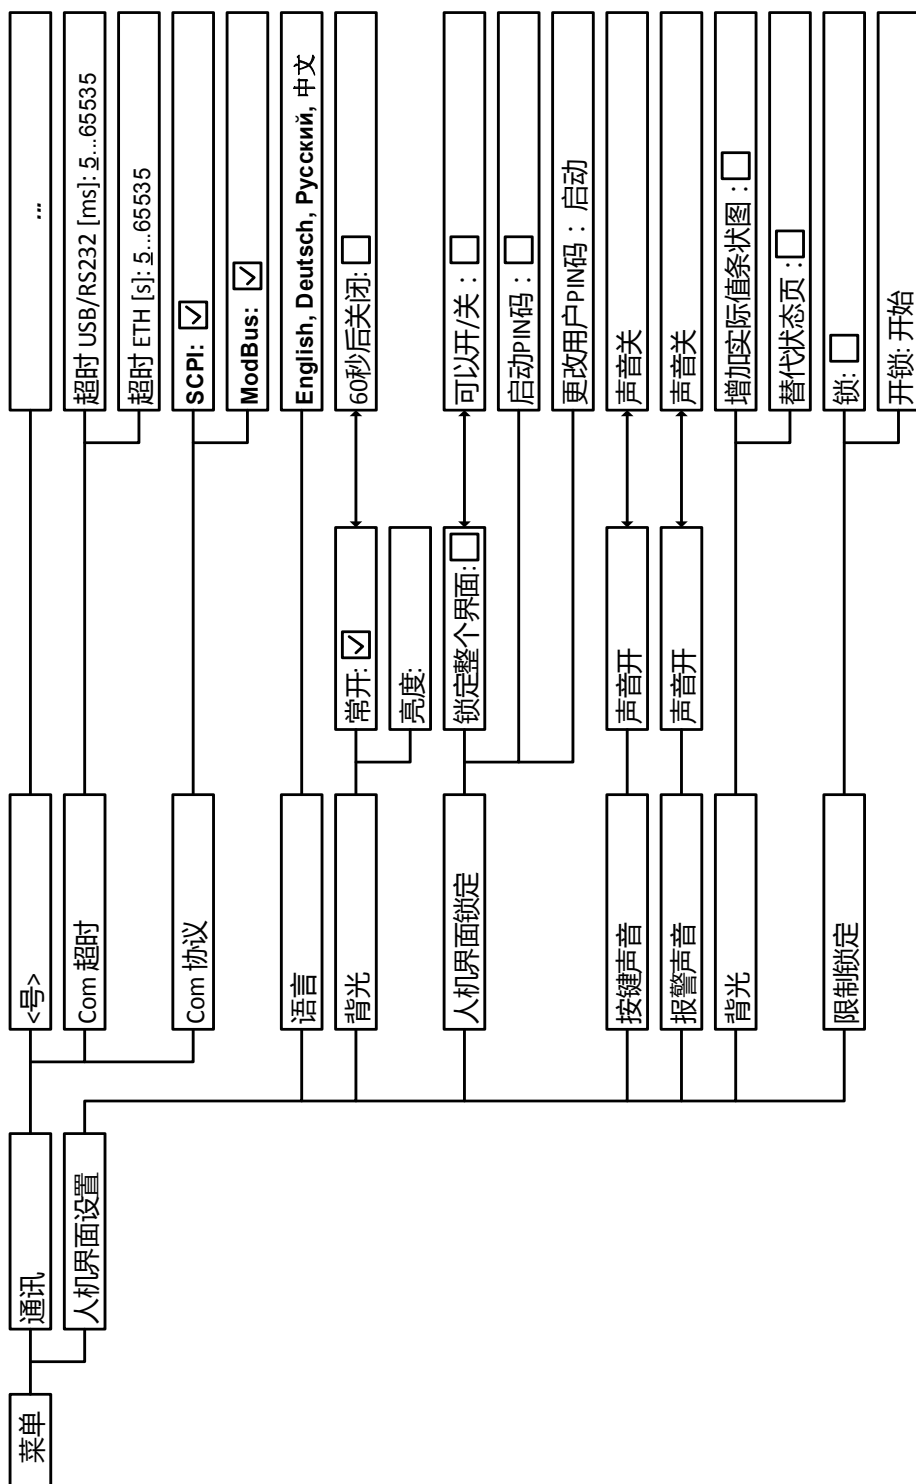 菜单
通讯
<号>
...
Com 超时
超时 USB/RS232 [ms]: 5...65535
超时 ETH [s]: 5...65535
Com 协议
SCPI:
ModBus:
人机界面设置
语言
English, Deutsch, Русский, 中文
背光
常开:
60秒后关闭:
亮度:
人机界面锁定
锁定整个界面:
可以开/关:
启动PIN码:
更改用户PIN码: 启动
按键声音
声音开
声音关
报警声音
声音开
声音关
背光
增加实际值条状图:
替代状态页:
限制锁定
锁:
开锁: 开始